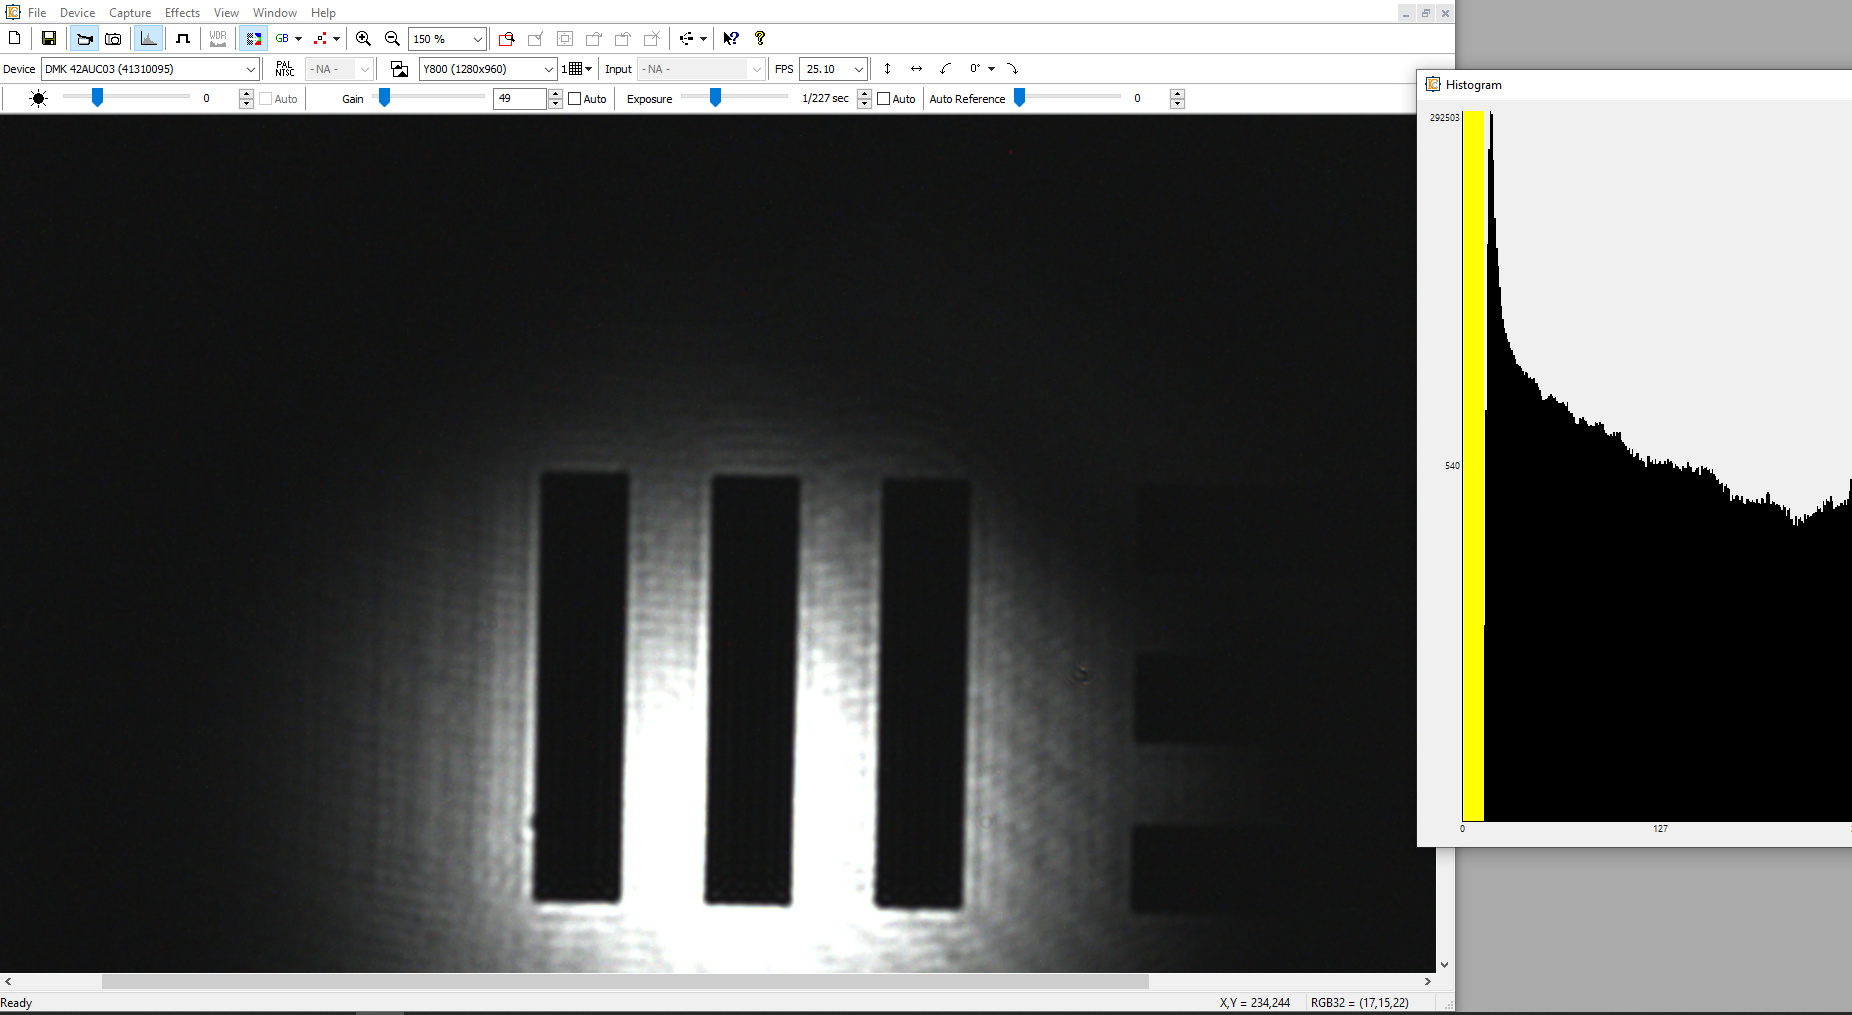 File Device Capture Effects View Window Help
WDR GB 150 %
Device DMK 42AUC03 (41310095) PAL NTSC - NA - Y800 (1280x960) 1 Input - NA - FPS 25.10 0°
0 Auto Gain 49 Auto Exposure 1/227 sec Auto Auto Reference 0
Histogram
292503
540
0 127
Ready X,Y = 234,244 RGB32 = (17,15,22)